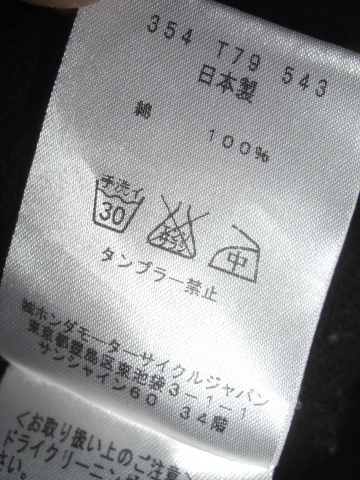 354 T79 543
日本製
綿 100%
手洗イ
30
エンソ
中
タンブラー禁止
㈱ホンダモーターサイクルジャパン
東京都豊島区東池袋3-1-1
サンシャイン60 34階
<お取り扱い上のご注意>
ドライクリーニン
さい。